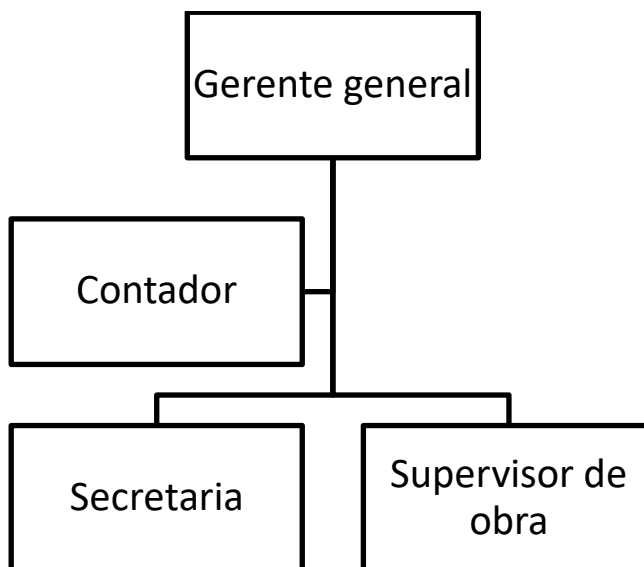 Gerente general
Contador
Secretaria
Supervisor de
obra